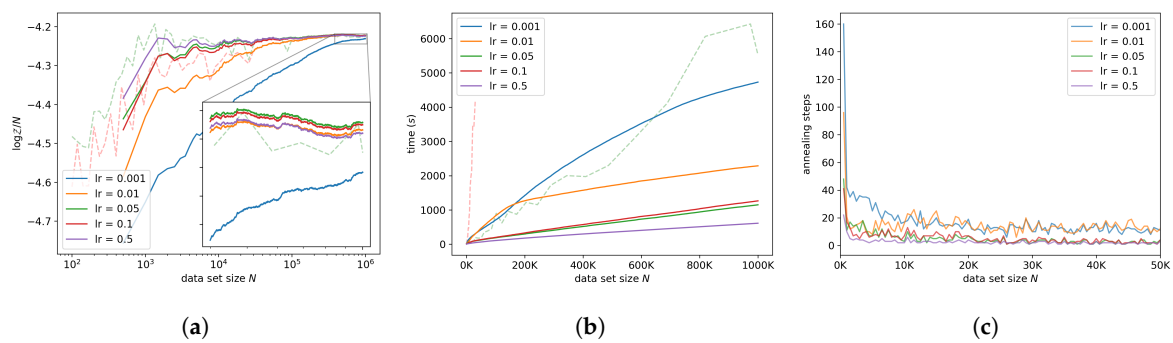 −4.2
−4.3
−4.4
−4.5
−4.6
−4.7
log Z/N
lr = 0.001
lr = 0.01
lr = 0.05
lr = 0.1
lr = 0.5
10²
10³
10⁴
10⁵
10⁶
data set size N
(a)
6000
5000
4000
3000
2000
1000
0
time (s)
lr = 0.001
lr = 0.01
lr = 0.05
lr = 0.1
lr = 0.5
0K
200K
400K
600K
800K
1000K
data set size N
(b)
160
140
120
100
80
60
40
20
0
annealing steps
lr = 0.001
lr = 0.01
lr = 0.05
lr = 0.1
lr = 0.5
0K
10K
20K
30K
40K
50K
data set size N
(c)